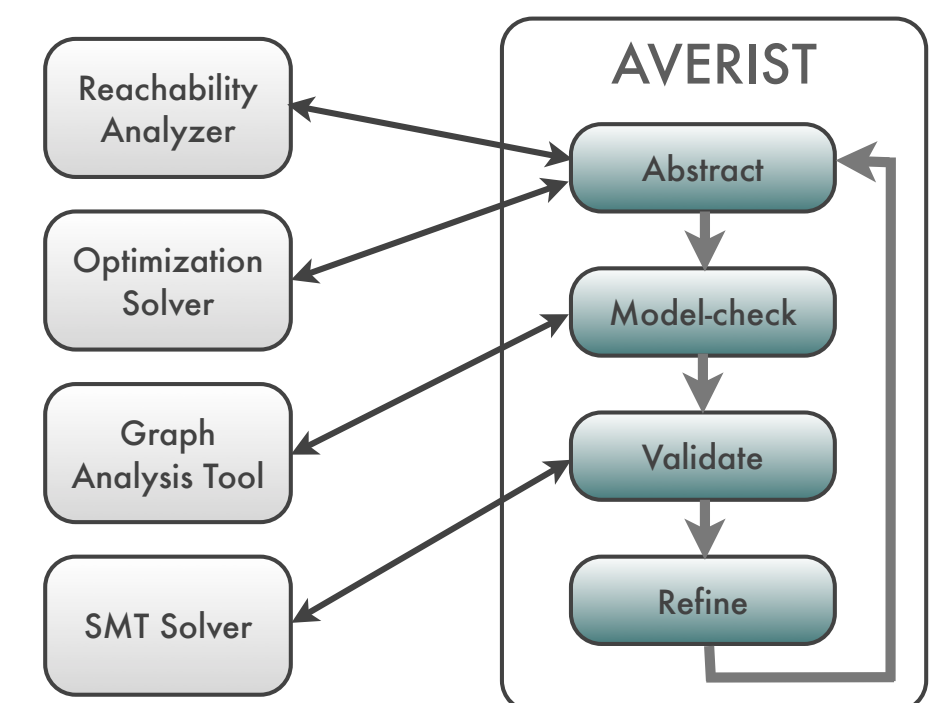 Reachability
Analyzer
Optimization
Solver
Graph
Analysis Tool
SMT Solver
AVERIST
Abstract
Model-check
Validate
Refine